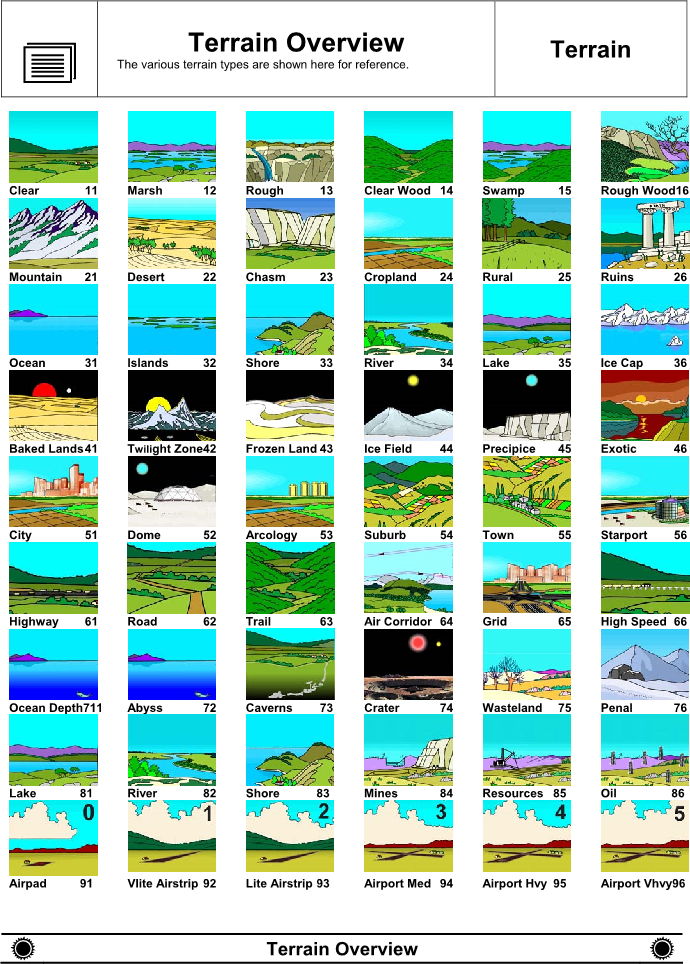 Terrain Overview
The various terrain types are shown here for reference.
Terrain
Clear 11 Marsh 12 Rough 13 Clear Wood 14 Swamp 15 Rough Wood16
Mountain 21 Desert 22 Chasm 23 Cropland 24 Rural 25 Ruins 26
Ocean 31 Islands 32 Shore 33 River 34 Lake 35 Ice Cap 36
Baked Lands41 Twilight Zone42 Frozen Land 43 Ice Field 44 Precipice 45 Exotic 46
City 51 Dome 52 Arcology 53 Suburb 54 Town 55 Starport 56
Highway 61 Road 62 Trail 63 Air Corridor 64 Grid 65 High Speed 66
Ocean Depth711 Abyss 72 Caverns 73 Crater 74 Wasteland 75 Penal 76
Lake 81 River 82 Shore 83 Mines 84 Resources 85 Oil 86
0 1 2 3 4 5
Airpad 91 Vlite Airstrip 92 Lite Airstrip 93 Airport Med 94 Airport Hvy 95 Airport Vhvy96
Terrain Overview